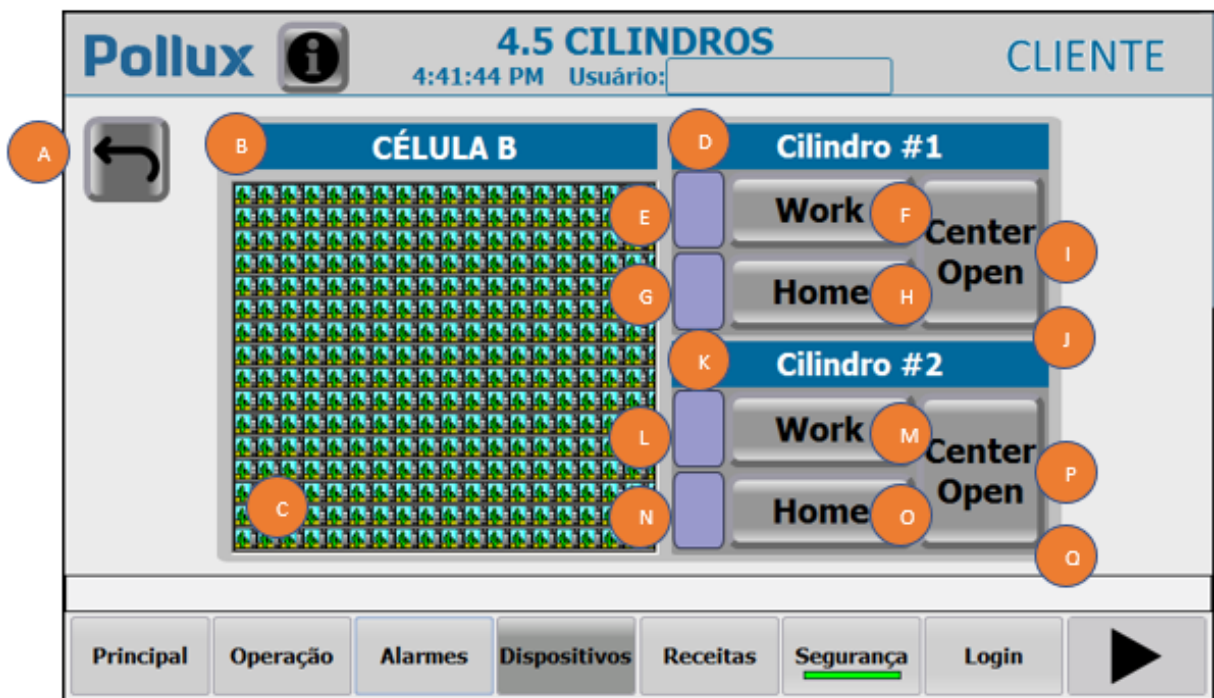 Pollux
4.5 CILINDROS
4:41:44 PM Usuário:
CLIENTE
A
B
CÉLULA B
D
Cilindro #1
E
Work
F
Center
Open
I
G
Home
H
J
K
Cilindro #2
L
Work
M
Center
Open
P
C
N
Home
O
Q
Principal
Operação
Alarmes
Dispositivos
Receitas
Segurança
Login